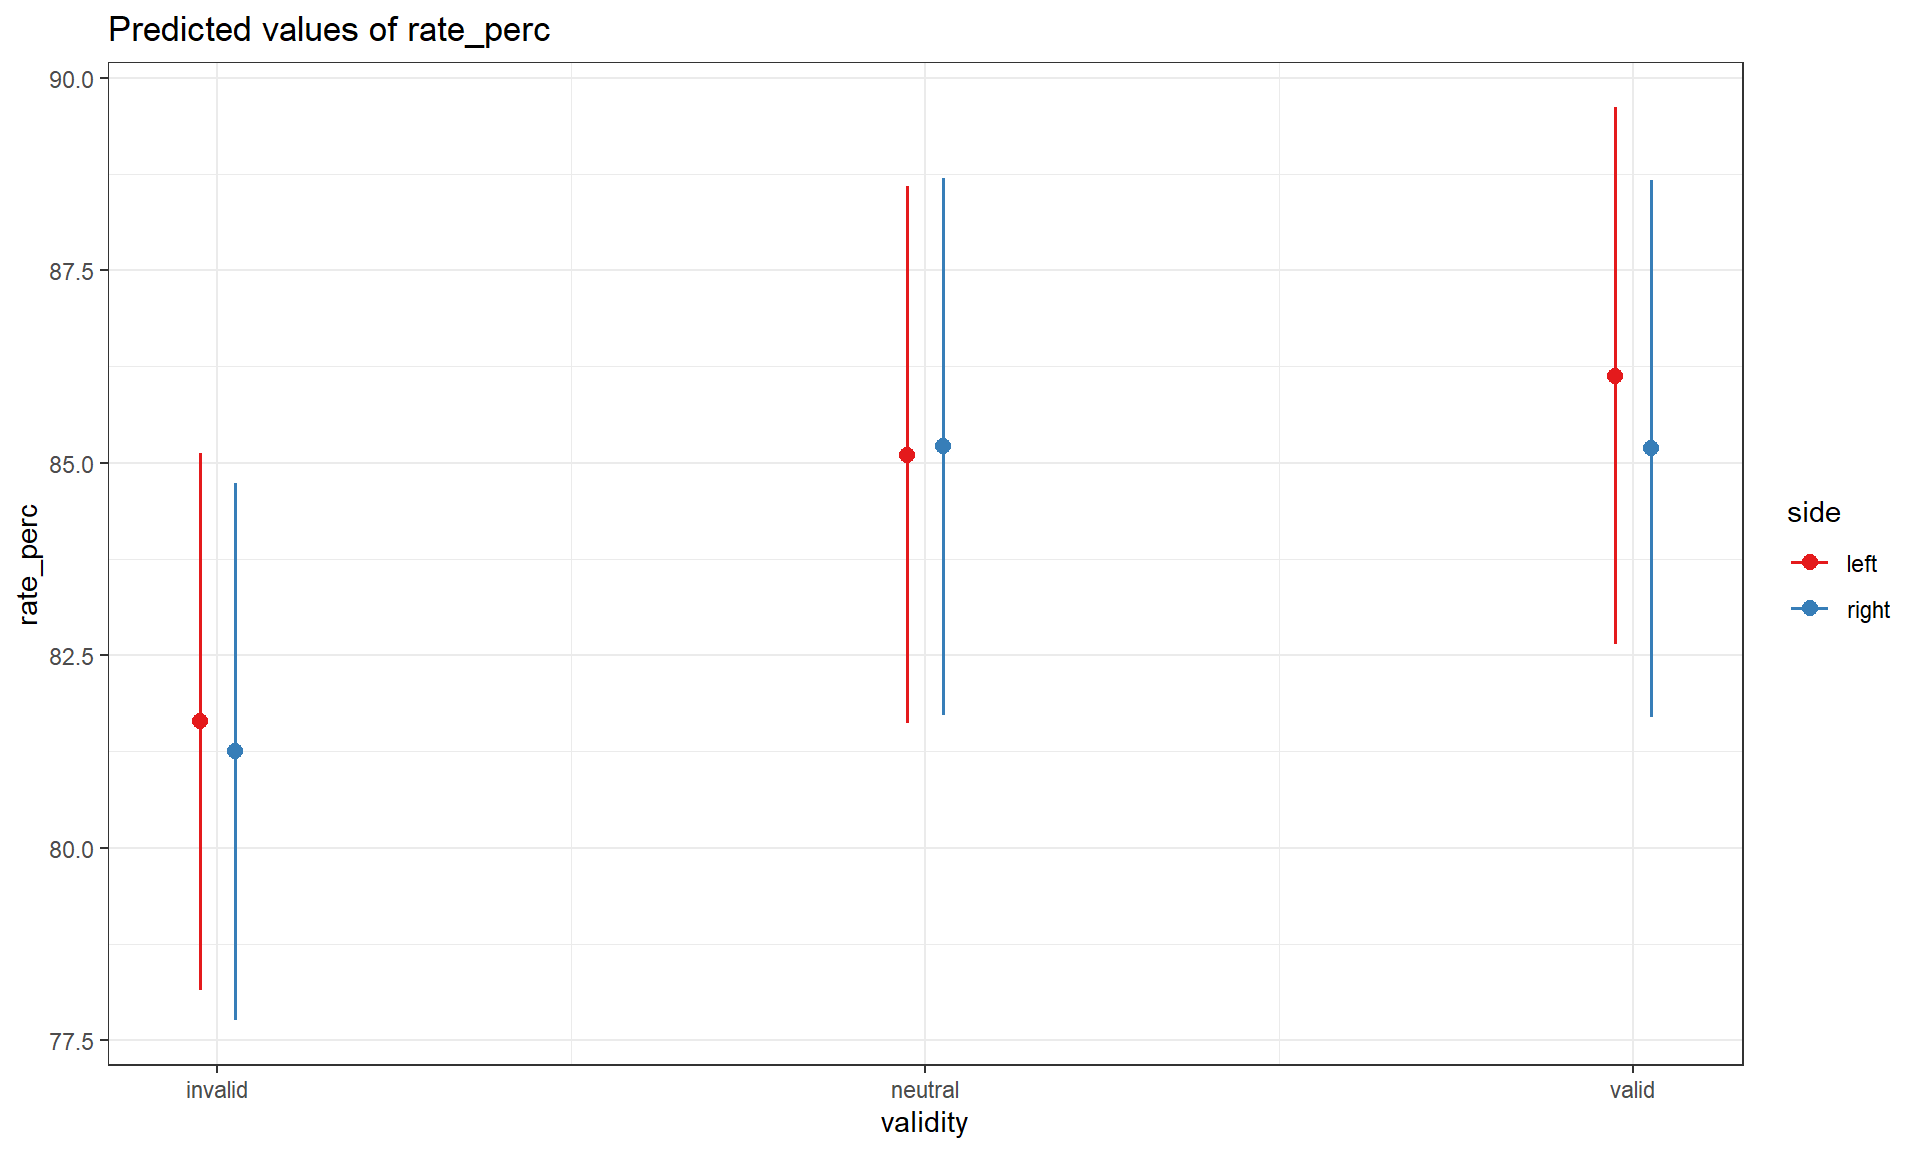 Predicted values of rate_perc
90.0
87.5
85.0
82.5
80.0
77.5
rate_perc
invalid
neutral
valid
validity
side
left
right